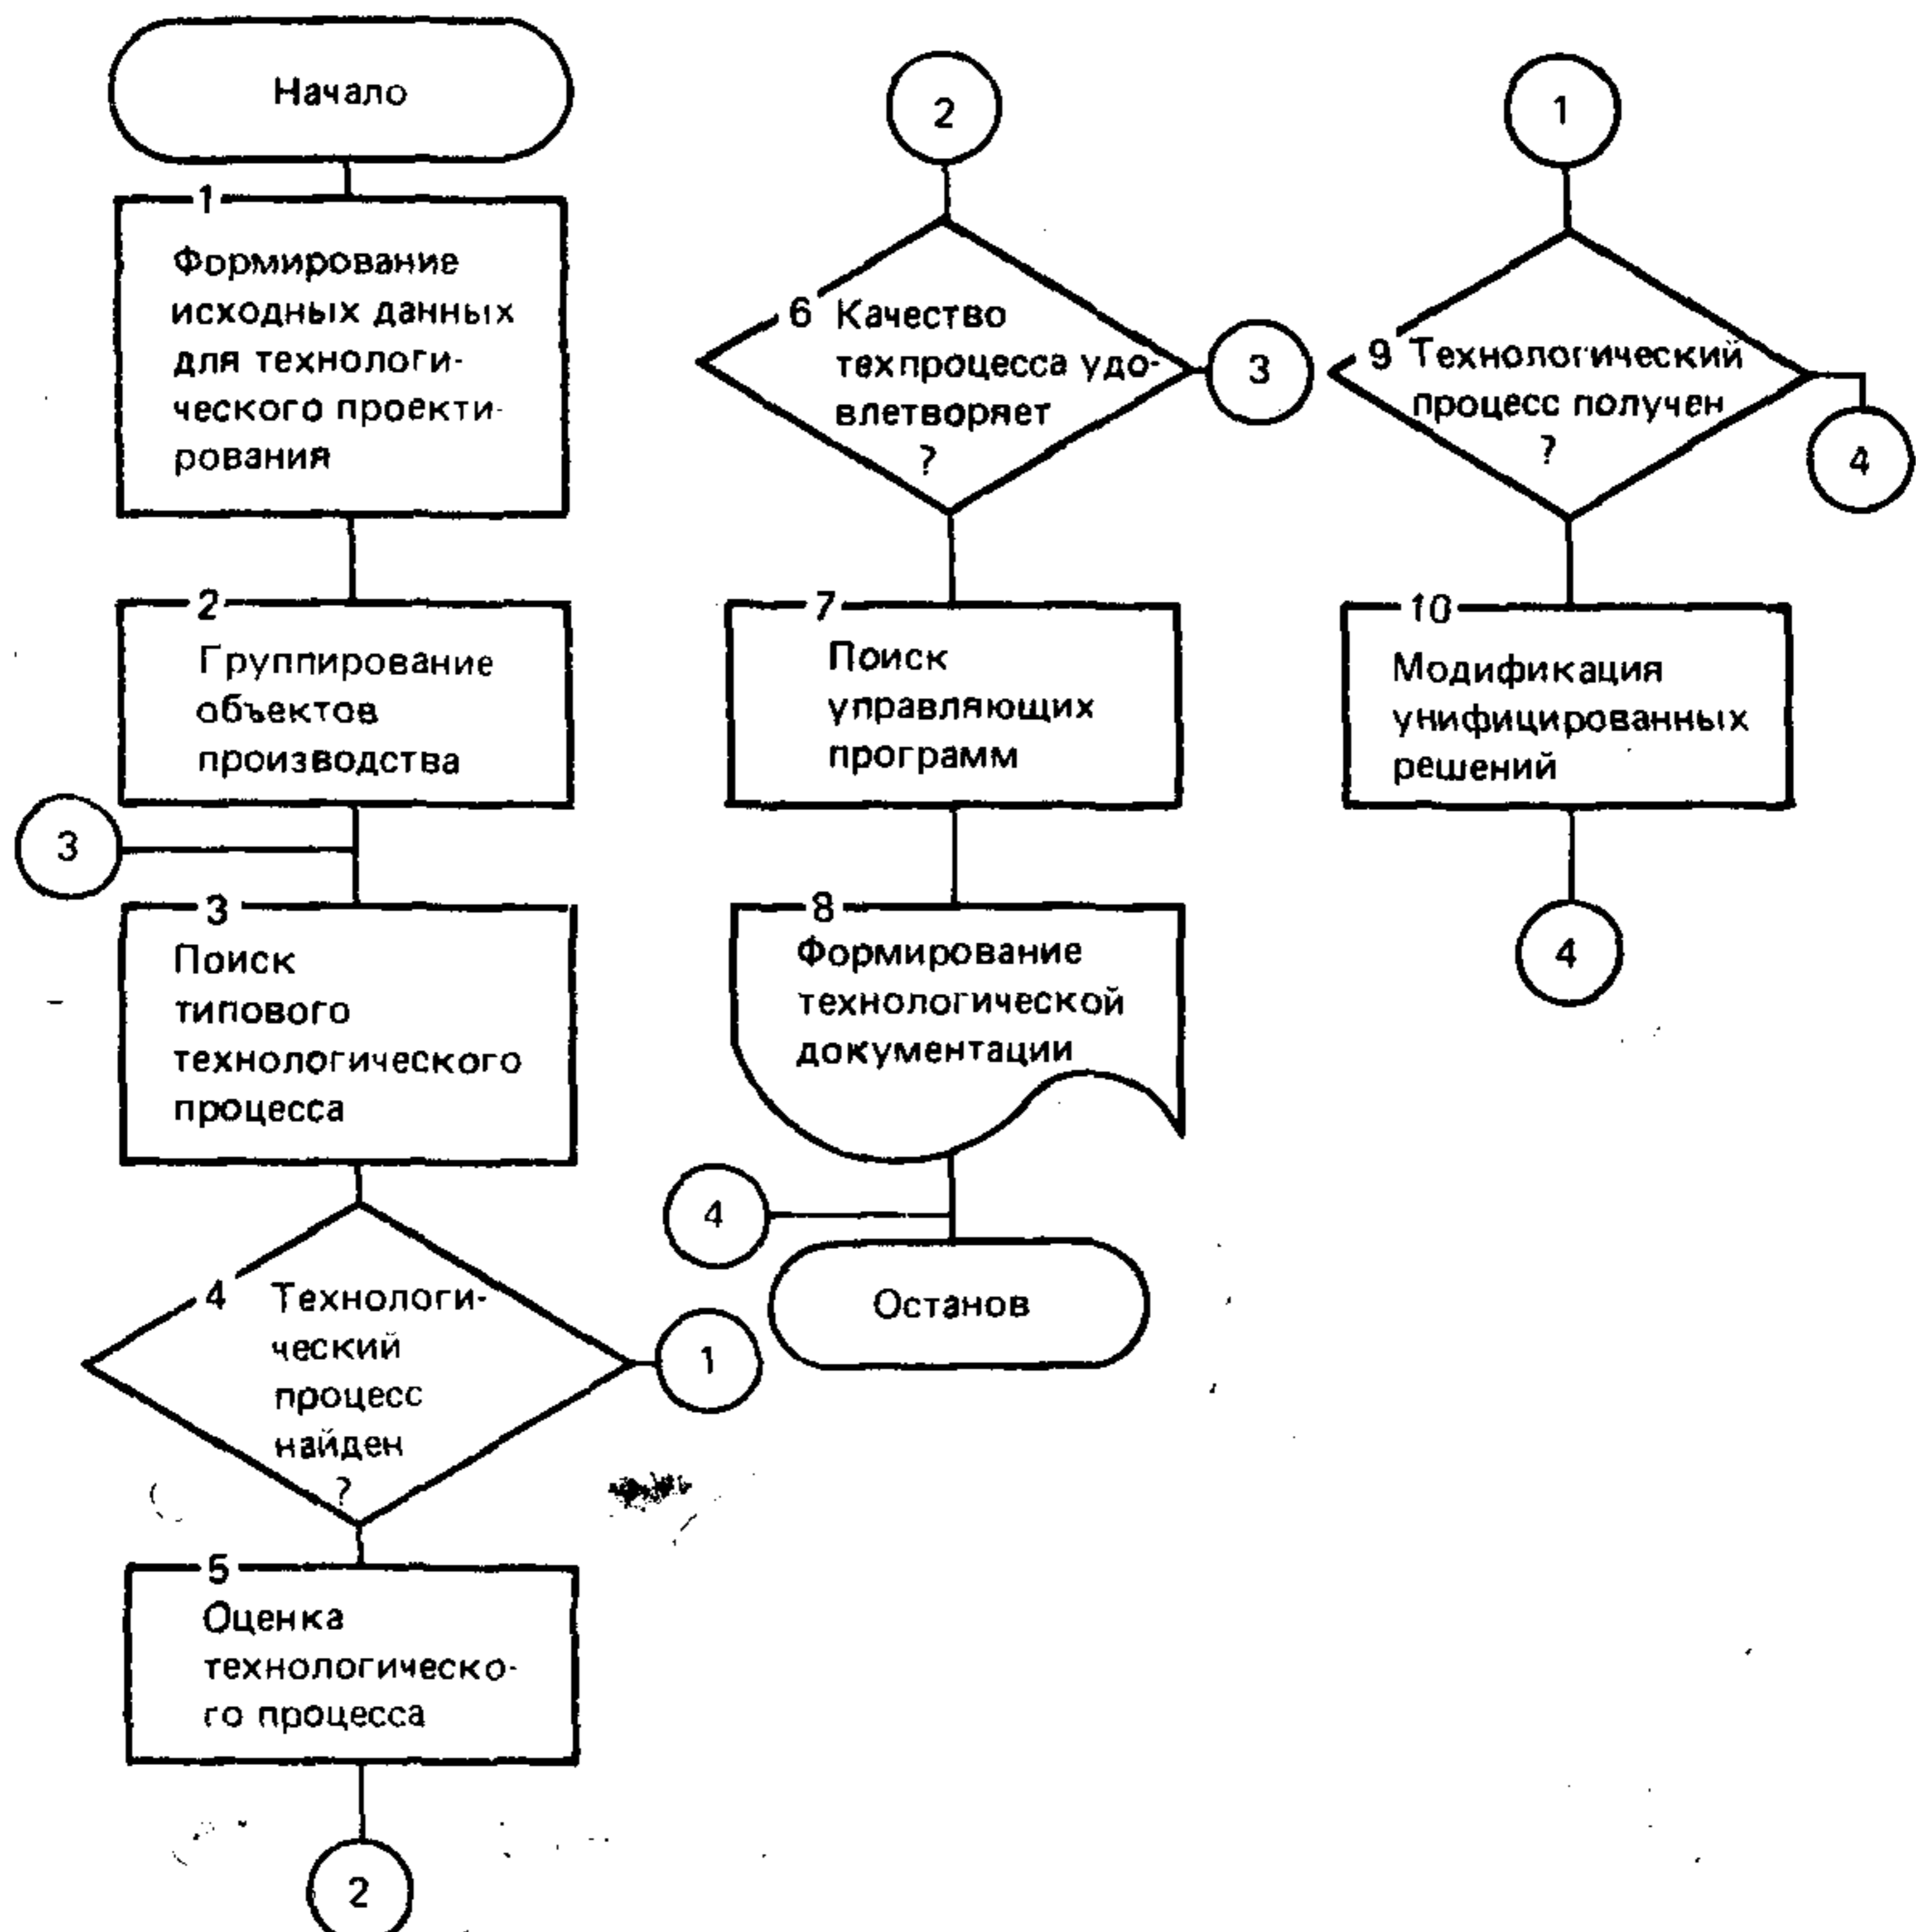 Начало
1
Формирование
исходных данных
для технологи-
ческого проекти-
рования
2
Группирование
объектов
производства
3
3
Поиск
типового
технологического
процесса
4 Технологи-
ческий
процесс
найден
?
1
5
Оценка
технологическо-
го процесса
2
2
6 Качество
техпроцесса удо-
влетворяет
?
3
7
Поиск
управляющих
программ
8
Формирование
технологической
документации
4
Останов
1
9 Технологический
процесс получен
?
4
10
Модификация
унифицированных
решений
4